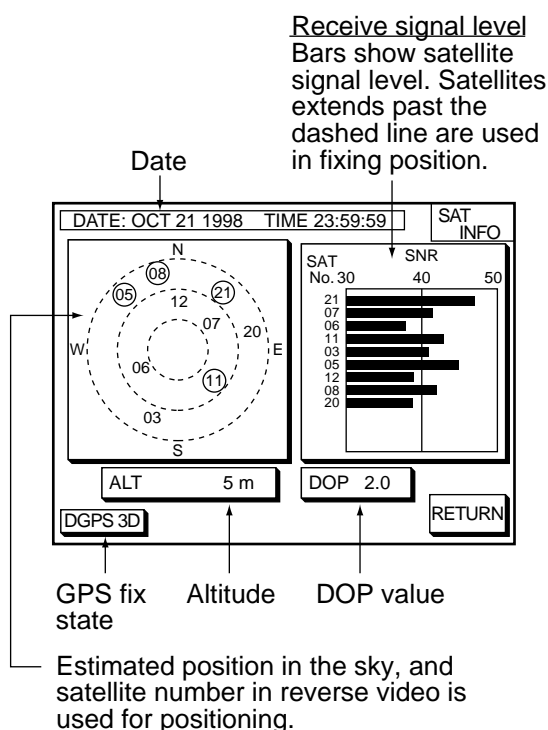 Receive signal level
Bars show satellite
signal level. Satellites
extends past the
dashed line are used
in fixing position.
Date
DATE: OCT 21 1998 TIME 23:59:59
SAT
INFO
N
08
05
21
12
07
20
W
E
06
11
03
S
SNR
SAT
No. 30 40 50
21
07
06
11
03
05
12
08
20
ALT 5 m
DOP 2.0
DGPS 3D
RETURN
GPS fix
state
Altitude
DOP value
Estimated position in the sky, and
satellite number in reverse video is
used for positioning.